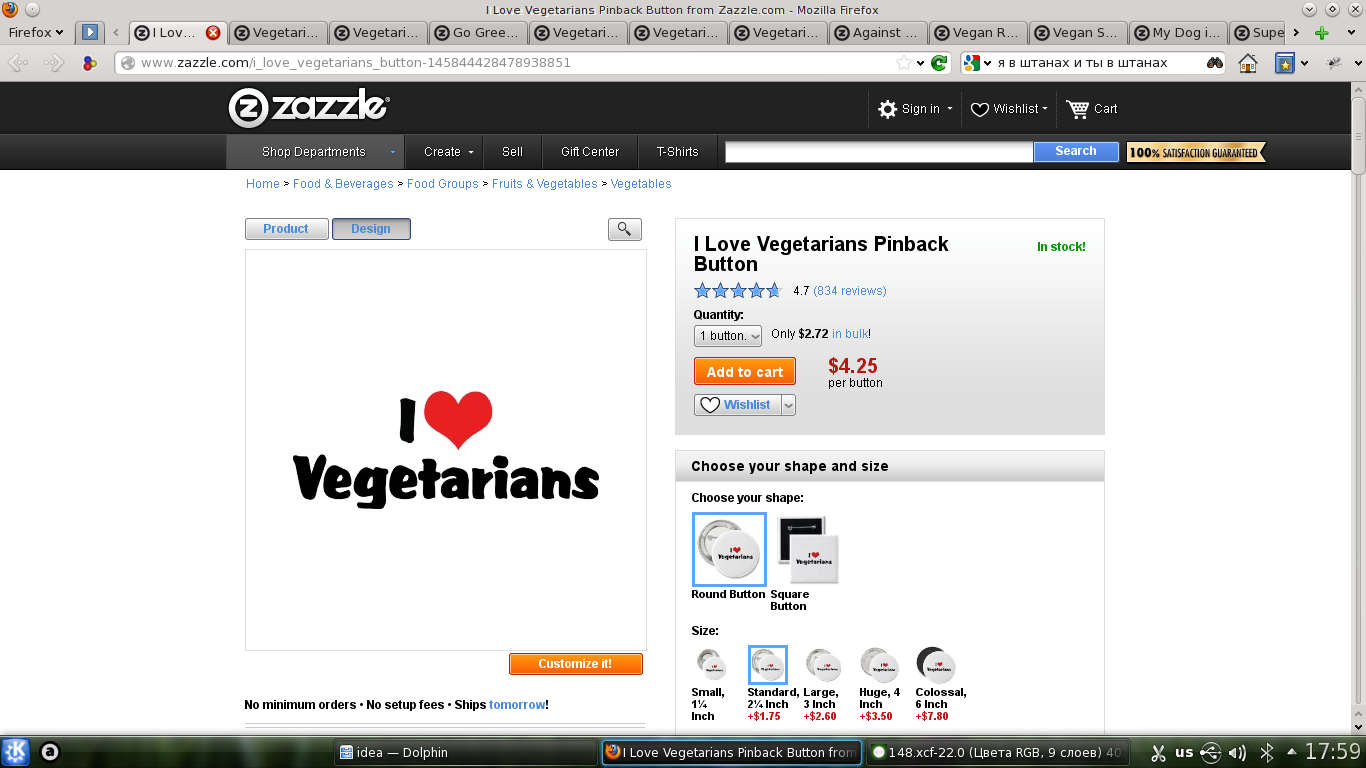 I Love Vegetarians Pinback Button from Zazzle.com - Mozilla Firefox
Firefox
I Lov...
Vegetari...
Vegetari...
Go Gree...
Vegetari...
Vegetari...
Vegetari...
Against ...
Vegan R...
Vegan S...
My Dog i...
Supe
www.zazzle.com/i_love_vegetarians_button-145844428478938851
я в штанах и ты в штанах
zazzle
Sign in
Wishlist
Cart
Shop Departments
Create
Sell
Gift Center
T-Shirts
Search
100% SATISFACTION GUARANTEED
Home > Food & Beverages > Food Groups > Fruits & Vegetables > Vegetables
Product
Design
I Love Vegetarians Pinback
Button
In stock!
4.7 (834 reviews)
Quantity:
1 button.
Only $2.72 in bulk!
Add to cart
$4.25
per button
Wishlist
I
Vegetarians
Choose your shape and size
Choose your shape:
I
Vegetarians
I
Vegetarians
Round Button
Square
Button
Size:
Small,
1¼
Inch
Standard,
2¼ Inch
+$1.75
Large,
3 Inch
+$2.60
Huge, 4
Inch
+$3.50
Colossal,
6 Inch
+$7.80
Customize it!
No minimum orders • No setup fees • Ships tomorrow!
idea — Dolphin
I Love Vegetarians Pinback Button from
148.xcf-22.0 (Цвета RGB, 9 слоев) 40
us
17:59